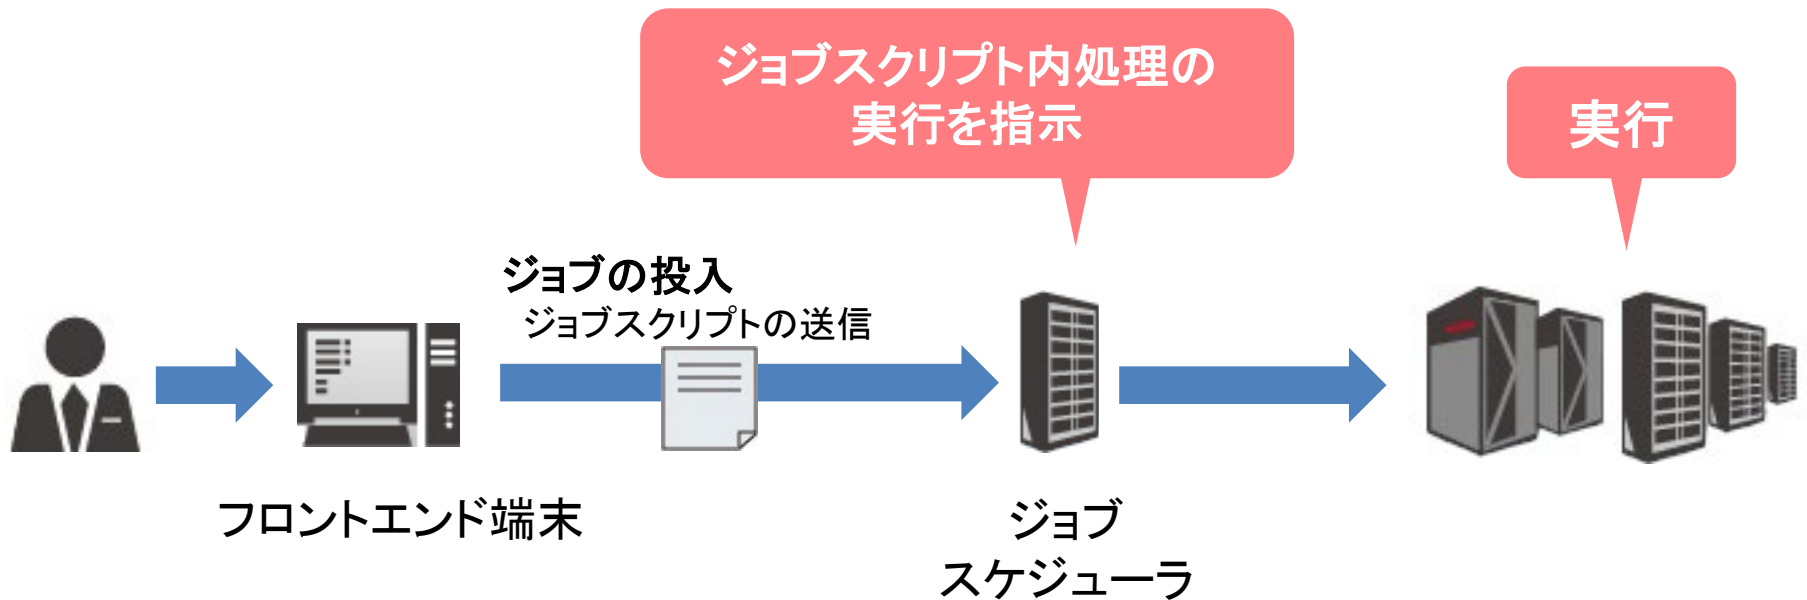 ジョブスクリプト内処理の
実行を指示
実行
ジョブの投入
ジョブスクリプトの送信
フロントエンド端末
ジョブ
スケジューラ